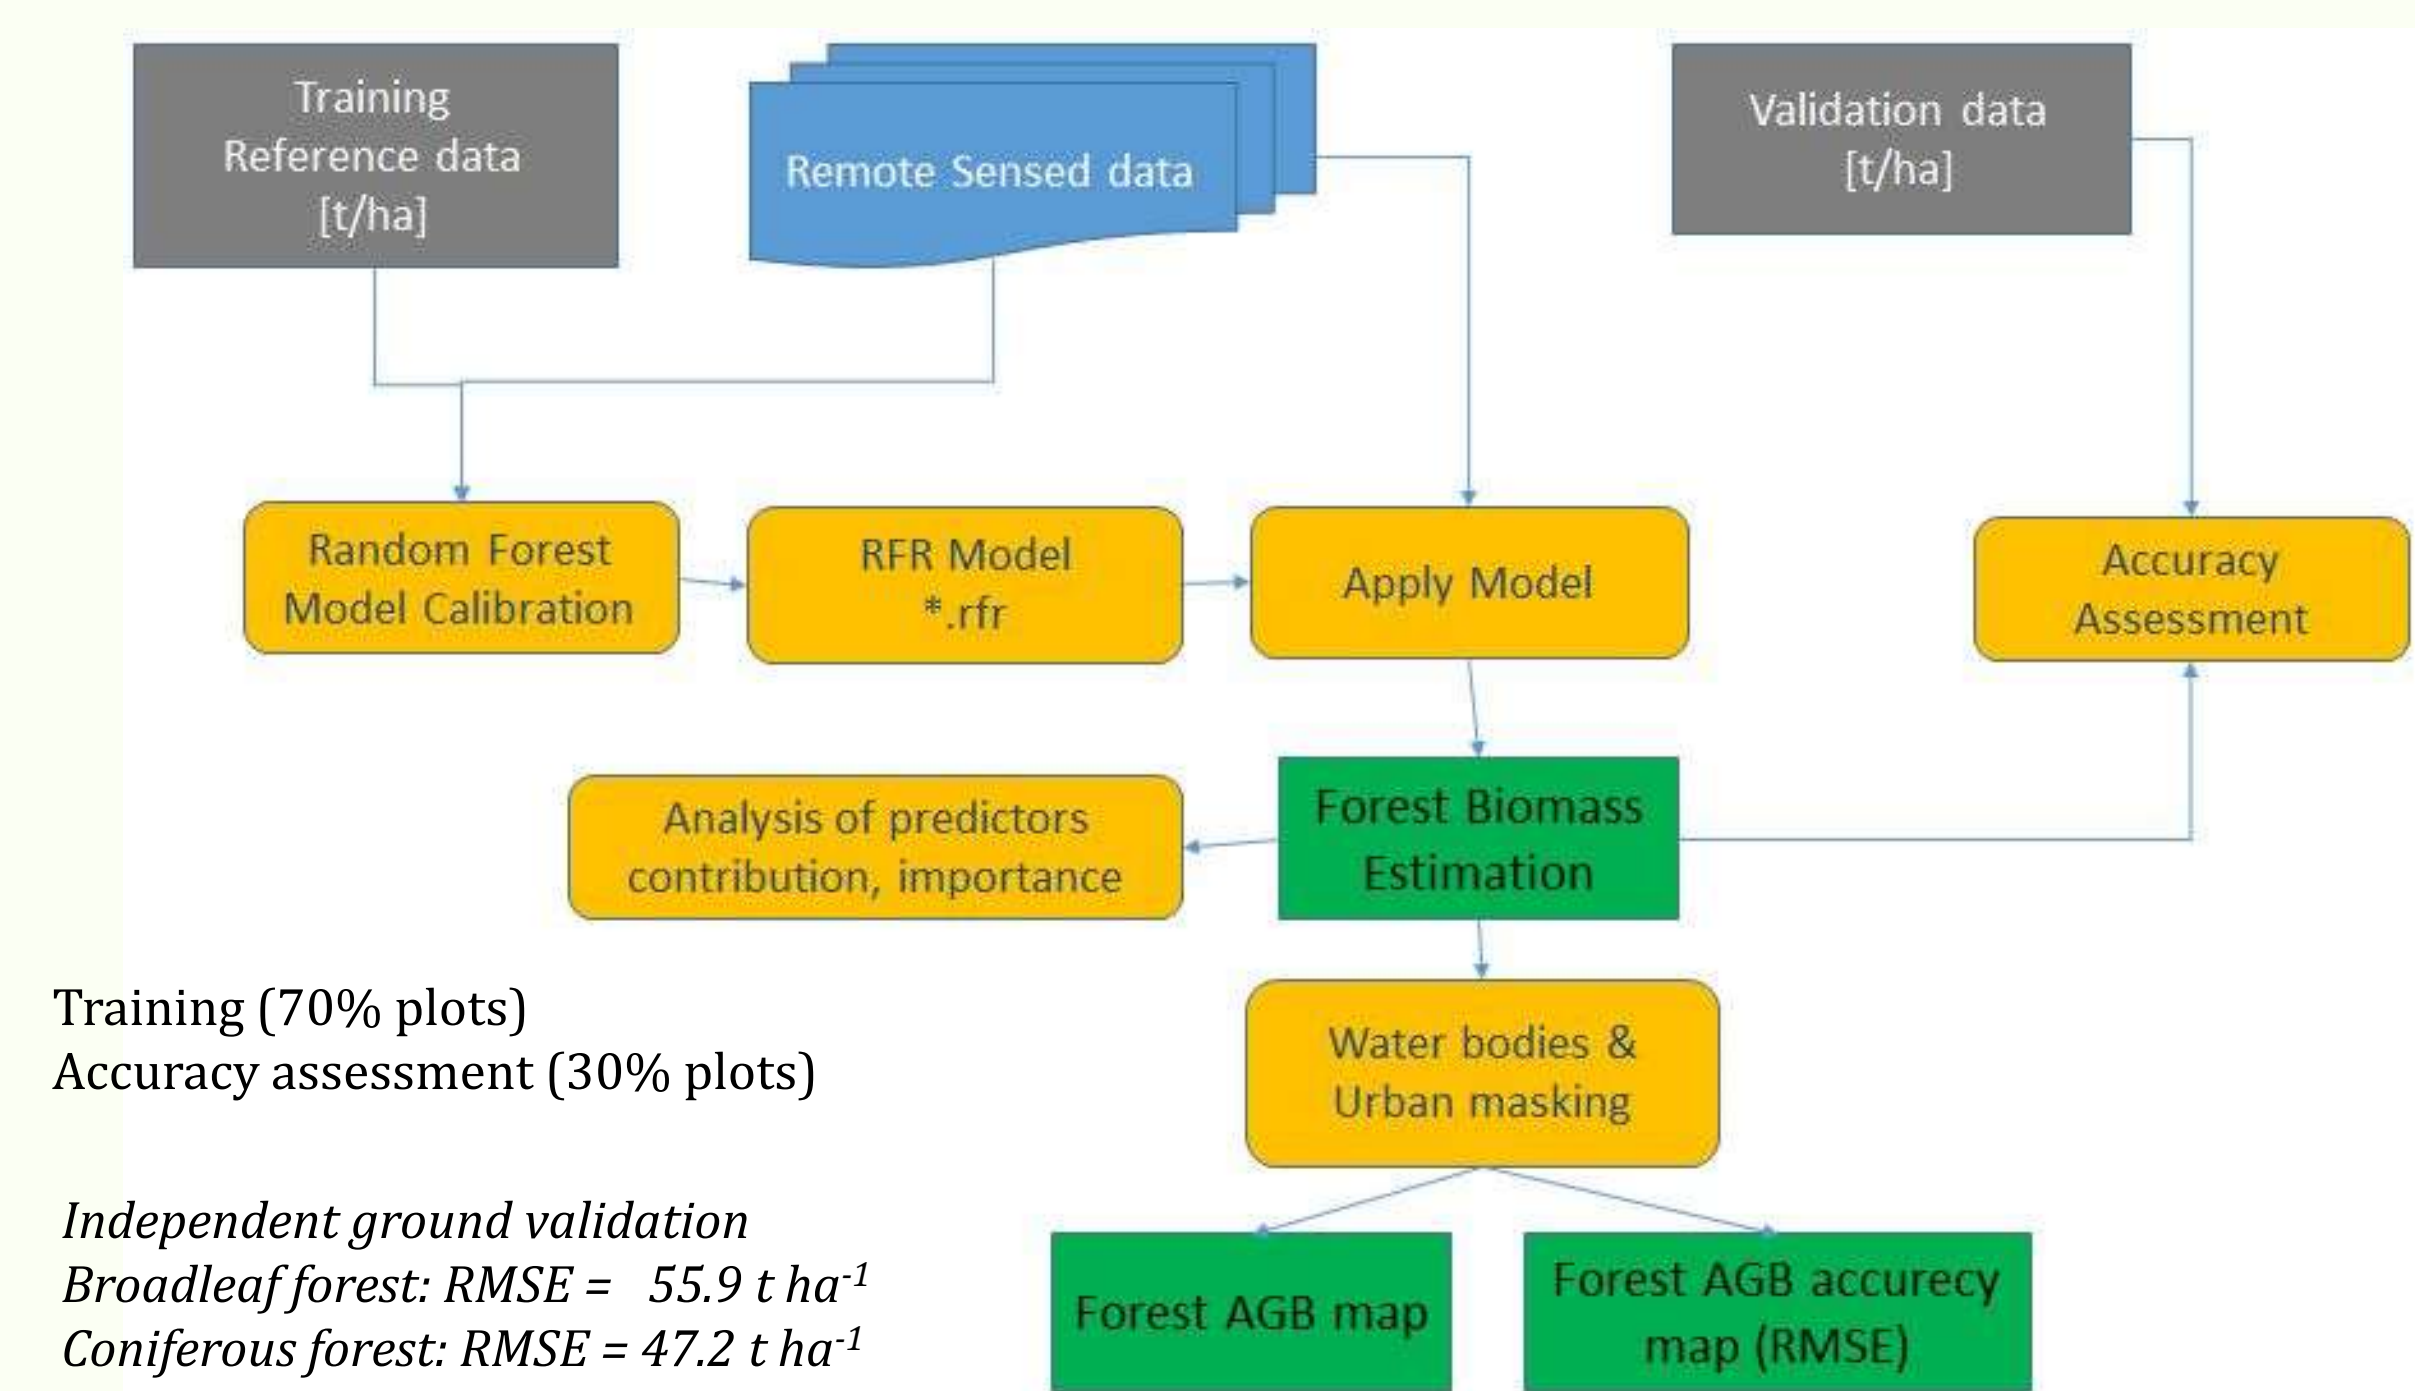 Training
Reference data
[t/ha]
Remote Sensed data
Validation data
[t/ha]
Random Forest
Model Calibration
RFR Model
*.rfr
Apply Model
Accuracy
Assessment
Analysis of predictors
contribution, importance
Forest Biomass
Estimation
Training (70% plots)
Accuracy assessment (30% plots)
Water bodies &
Urban masking
Independent ground validation
Broadleaf forest: RMSE = 55.9 t ha-1
Coniferous forest: RMSE = 47.2 t ha-1
Forest AGB map
Forest AGB accurecy
map (RMSE)